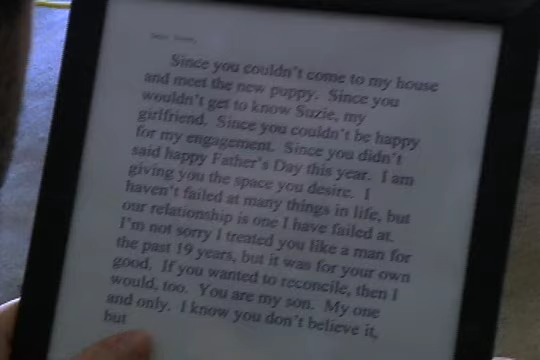 Since you couldn't come to my house
and meet the new puppy. Since you
wouldn't get to know Suzie, my
girlfriend. Since you couldn't be happy
for my engagement. Since you didn't
said happy Father's Day this year. I am
giving you the space you desire. I
haven't failed at many things in life, but
our relationship is one I have failed at.
I'm not sorry I treated you like a man for
the past 19 years, but it was for your own
good. If you wanted to reconcile, then I
would, too. You are my son. My one
and only. I know you don't believe it,
but